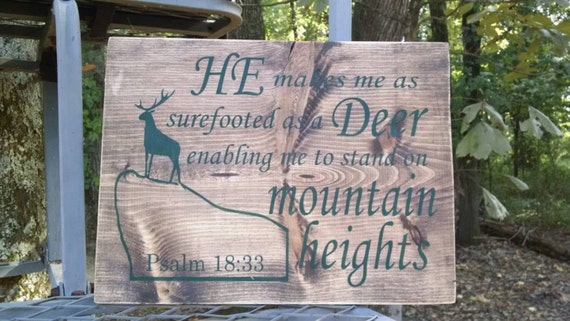 HE makes me as
surefooted as a Deer
enabling me to stand on
mountain
heights
Psalm 18:33